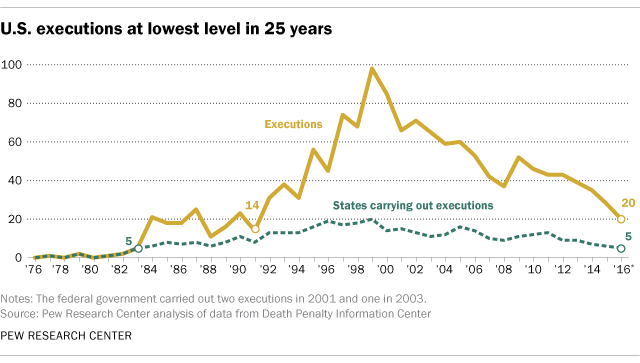 U.S. executions at lowest level in 25 years
100
80
60
40
20
0
Executions
14
States carrying out executions
5
20
5
'76 '78 '80 '82 '84 '86 '88 '90 '92 '94 '96 '98 '00 '02 '04 '06 '08 '10 '12 '14 '16*
Notes: The federal government carried out two executions in 2001 and one in 2003.
Source: Pew Research Center analysis of data from Death Penalty Information Center
PEW RESEARCH CENTER